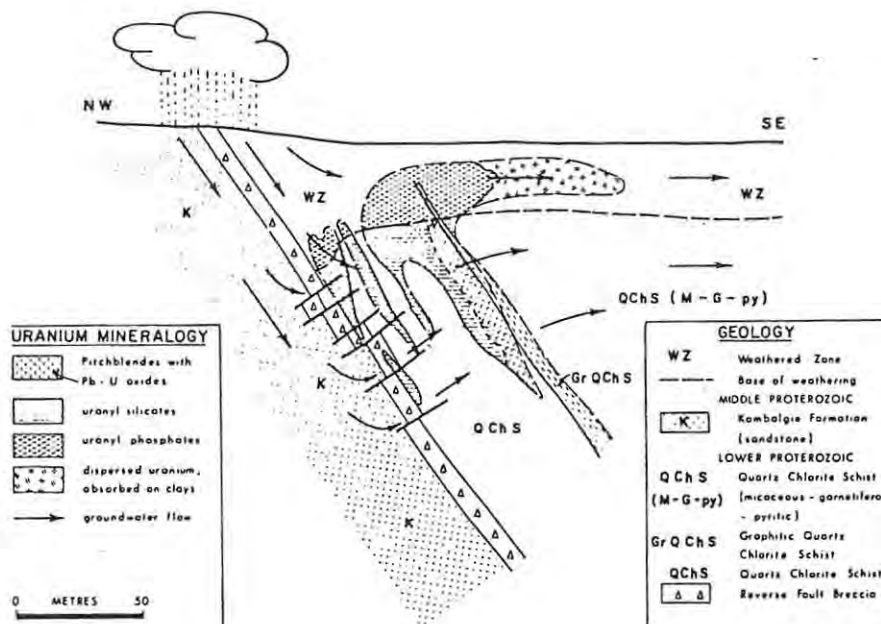 NW
SE
K
WZ
WZ
QChS (M-G-py)
K
Gr QChS
QChS
K
URANIUM MINERALOGY
Pitchblendes with
Pb-U oxides
uranyl silicates
uranyl phosphates
dispersed uranium,
absorbed on clays
groundwater flow
0 METRES 50
GEOLOGY
WZ Weathered Zone
Base of weathering
MIDDLE PROTEROZOIC
K Kombolgie Formation
(sandstone)
LOWER PROTEROZOIC
QChS Quartz Chlorite Schist
(M-G-py) (micaceous-garnetifero
-pyritic)
Gr QChS Graphitic Quartz
Chlorite Schist
QChS Quartz Chlorite Schist
Reverse Fault Breccia